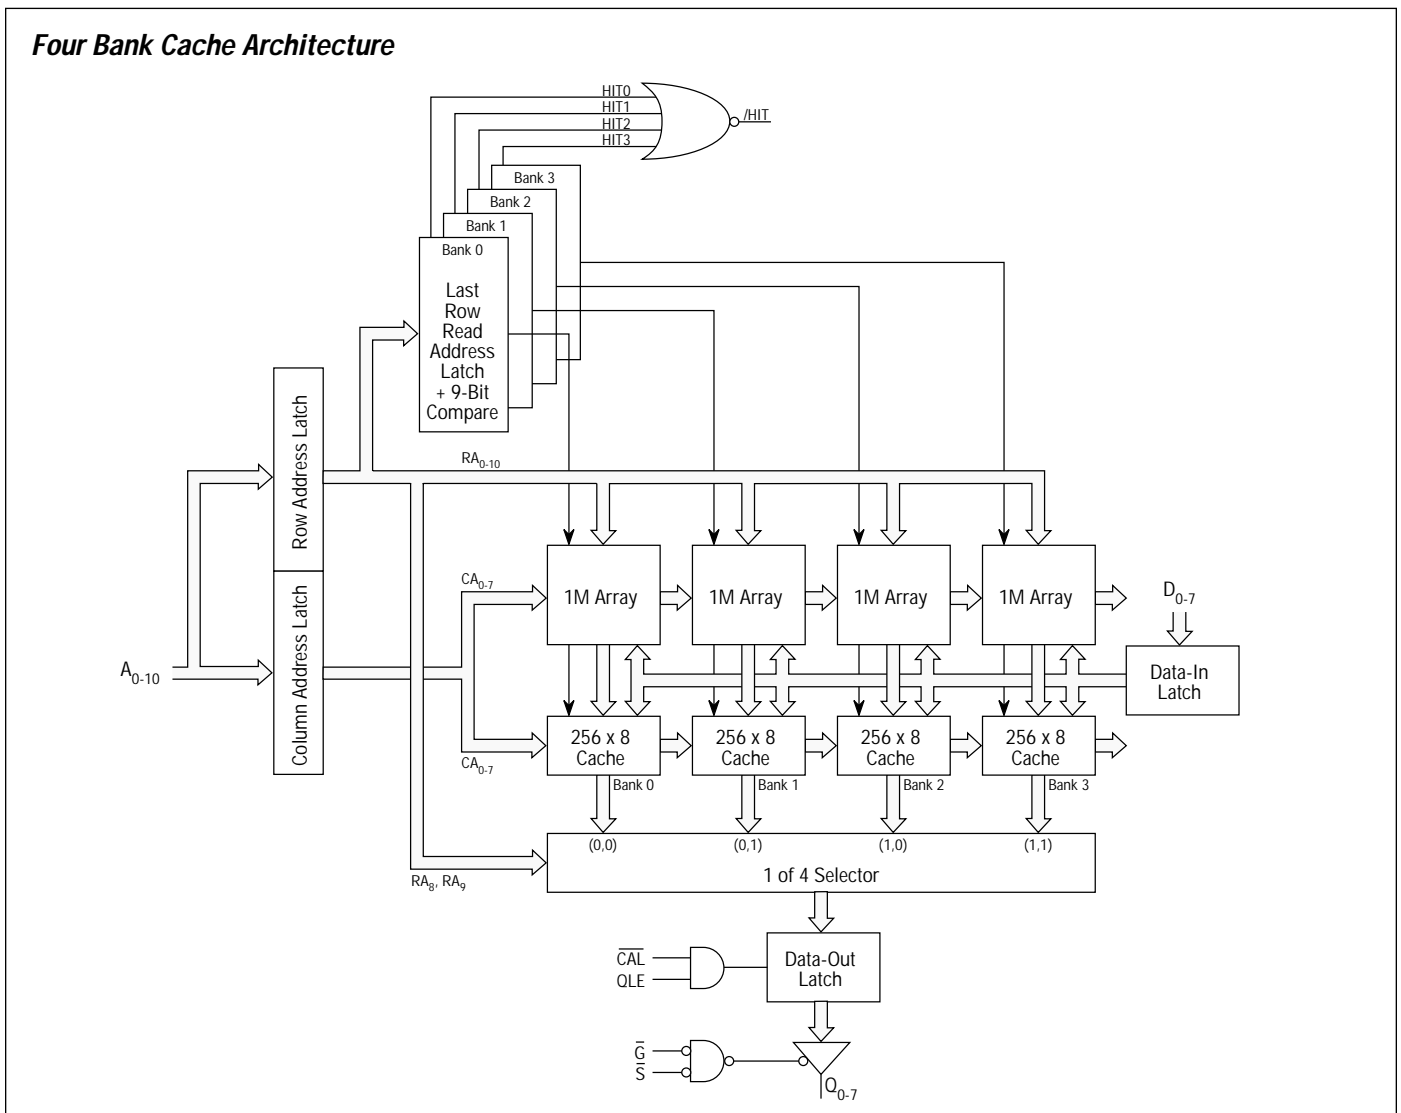 Four Bank Cache Architecture
HIT0
HIT1
HIT2
HIT3
/HIT
Bank 3
Bank 2
Bank 1
Bank 0
Last
Row
Read
Address
Latch
+ 9-Bit
Compare
Row Address Latch
Column Address Latch
A0-10
RA0-10
CA0-7
CA0-7
1M Array
1M Array
1M Array
1M Array
D0-7
Data-In
Latch
256 x 8
Cache
256 x 8
Cache
256 x 8
Cache
256 x 8
Cache
Bank 0
Bank 1
Bank 2
Bank 3
(0,0)
(0,1)
(1,0)
(1,1)
1 of 4 Selector
RA8, RA9
C̅A̅L̅
QLE
Data-Out
Latch
G̅
S̅
Q0-7